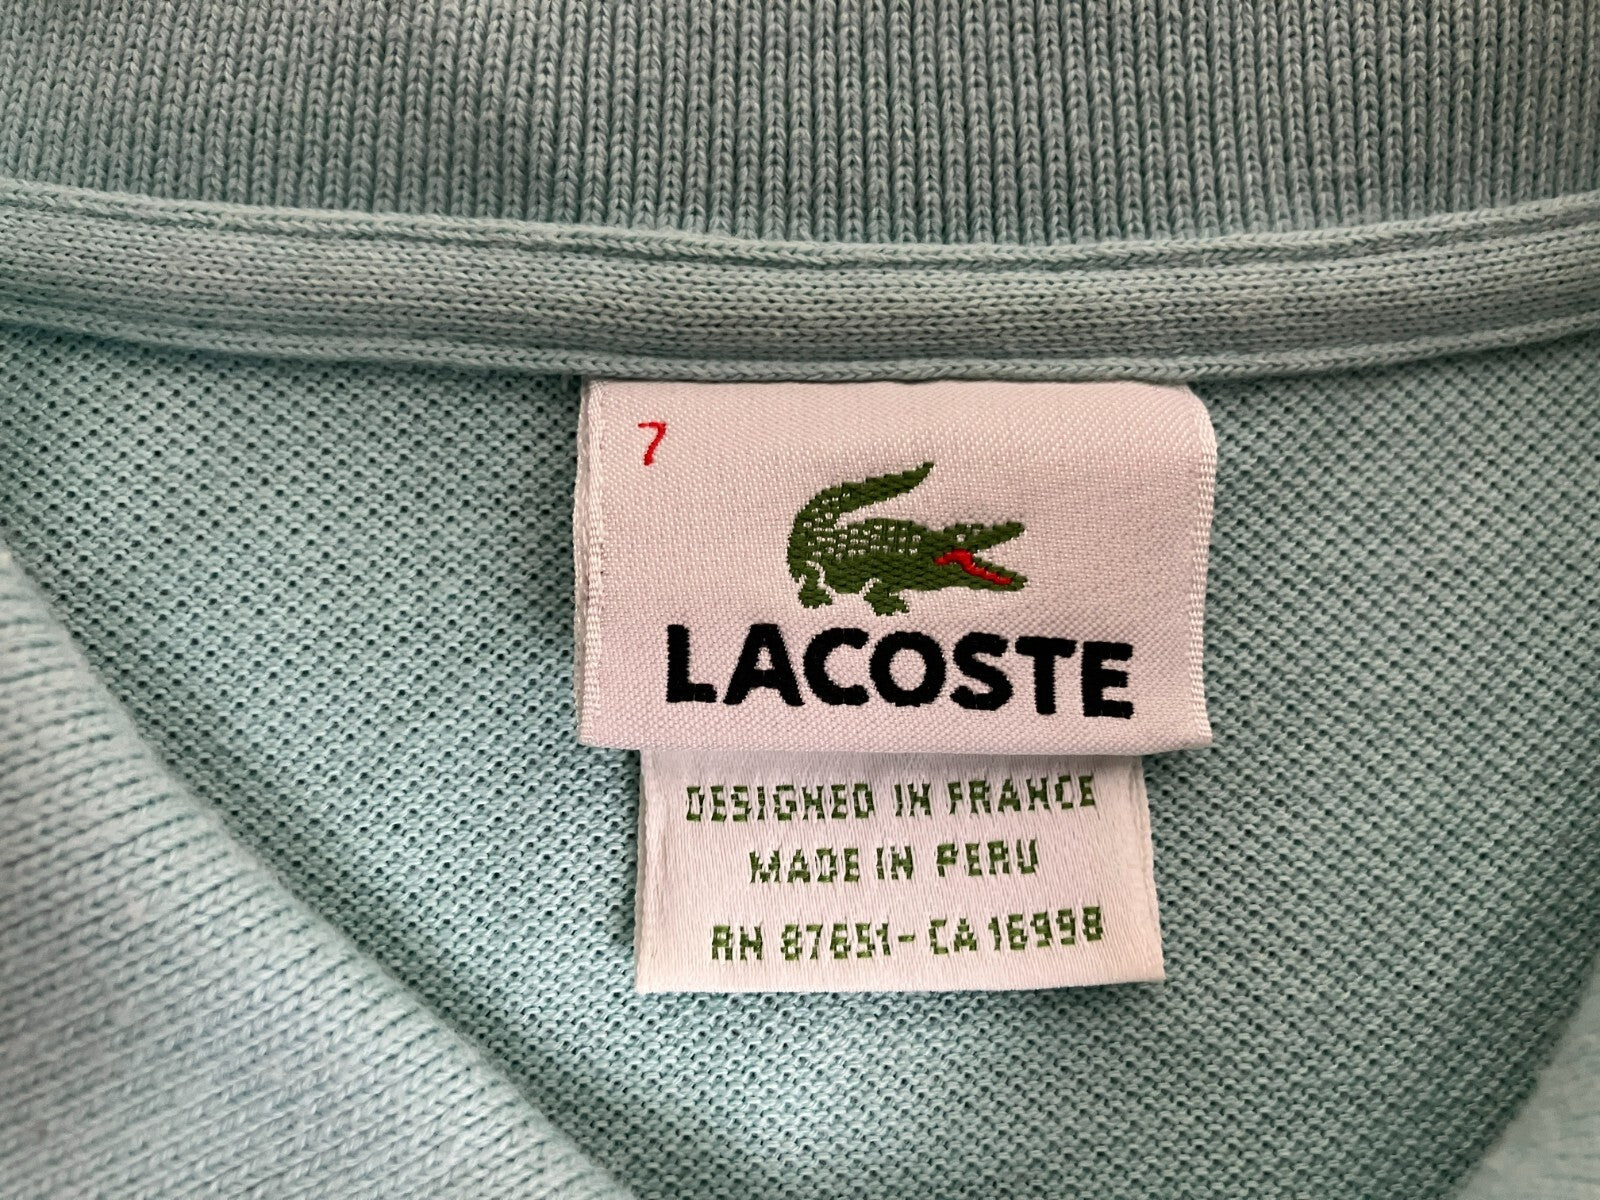 7
LACOSTE
DESIGNED IN FRANCE
MADE IN PERU
RN 87651-CA 16998